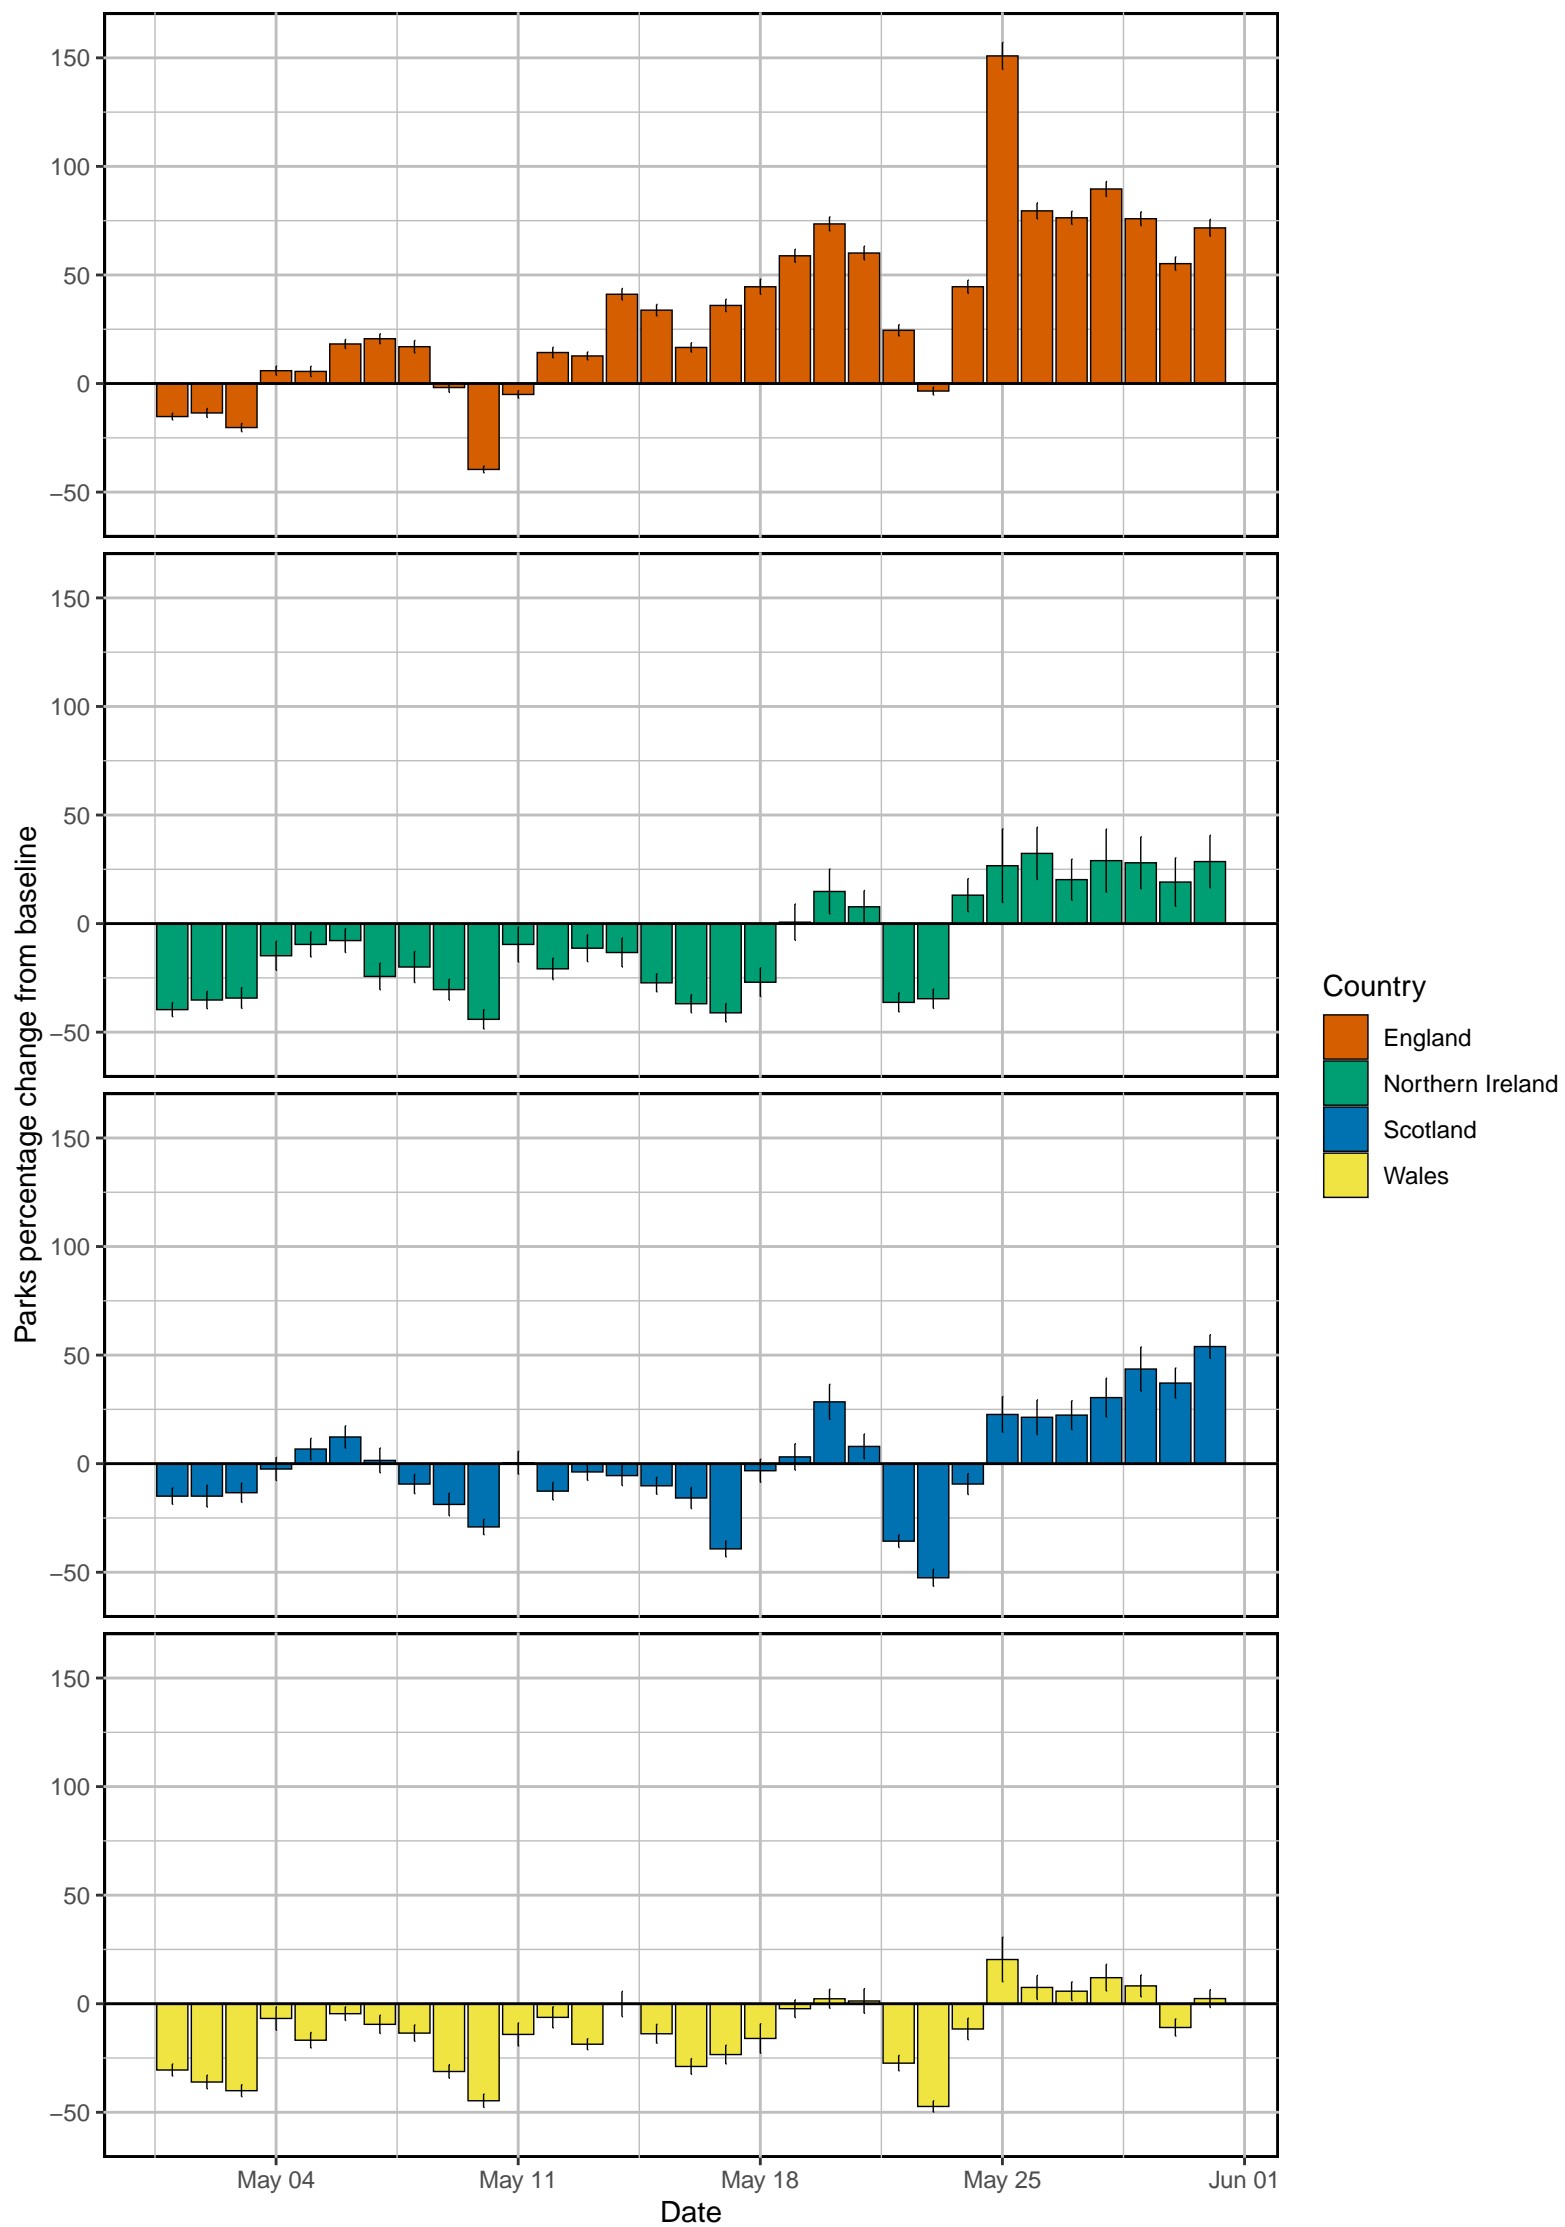 Parks percentage change from baseline
150
100
50
0
−50
150
100
50
0
−50
150
100
50
0
−50
150
100
50
0
−50
May 04
May 11
May 18
May 25
Jun 01
Date
Country
England
Northern Ireland
Scotland
Wales